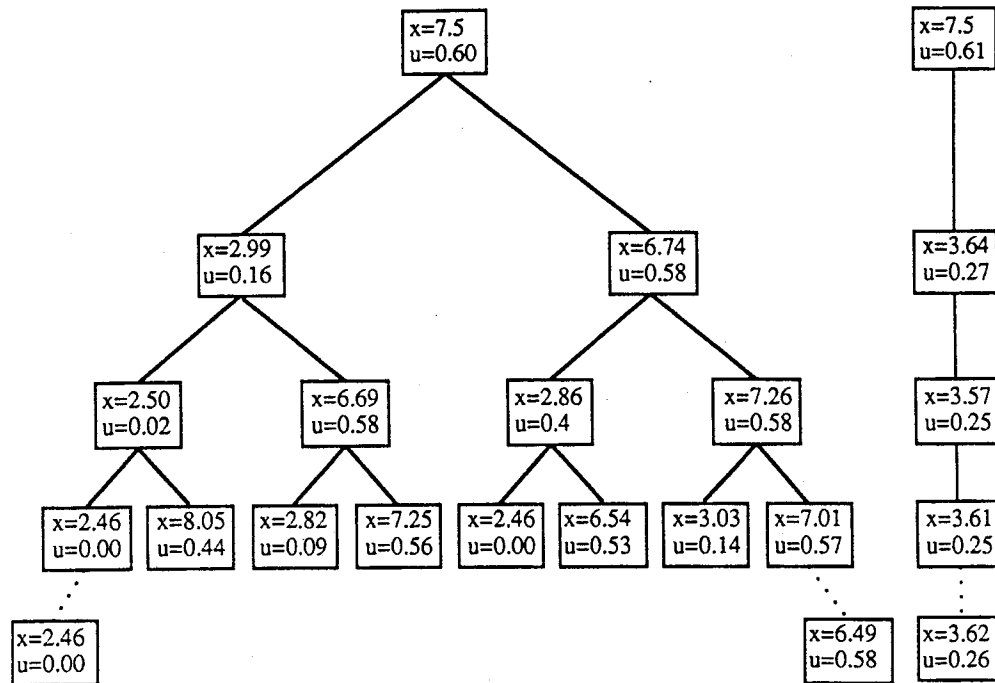 x=7.5
u=0.60
x=7.5
u=0.61
x=2.99
u=0.16
x=6.74
u=0.58
x=3.64
u=0.27
x=2.50
u=0.02
x=6.69
u=0.58
x=2.86
u=0.4
x=7.26
u=0.58
x=3.57
u=0.25
x=2.46
u=0.00
x=8.05
u=0.44
x=2.82
u=0.09
x=7.25
u=0.56
x=2.46
u=0.00
x=6.54
u=0.53
x=3.03
u=0.14
x=7.01
u=0.57
x=3.61
u=0.25
x=2.46
u=0.00
x=6.49
u=0.58
x=3.62
u=0.26